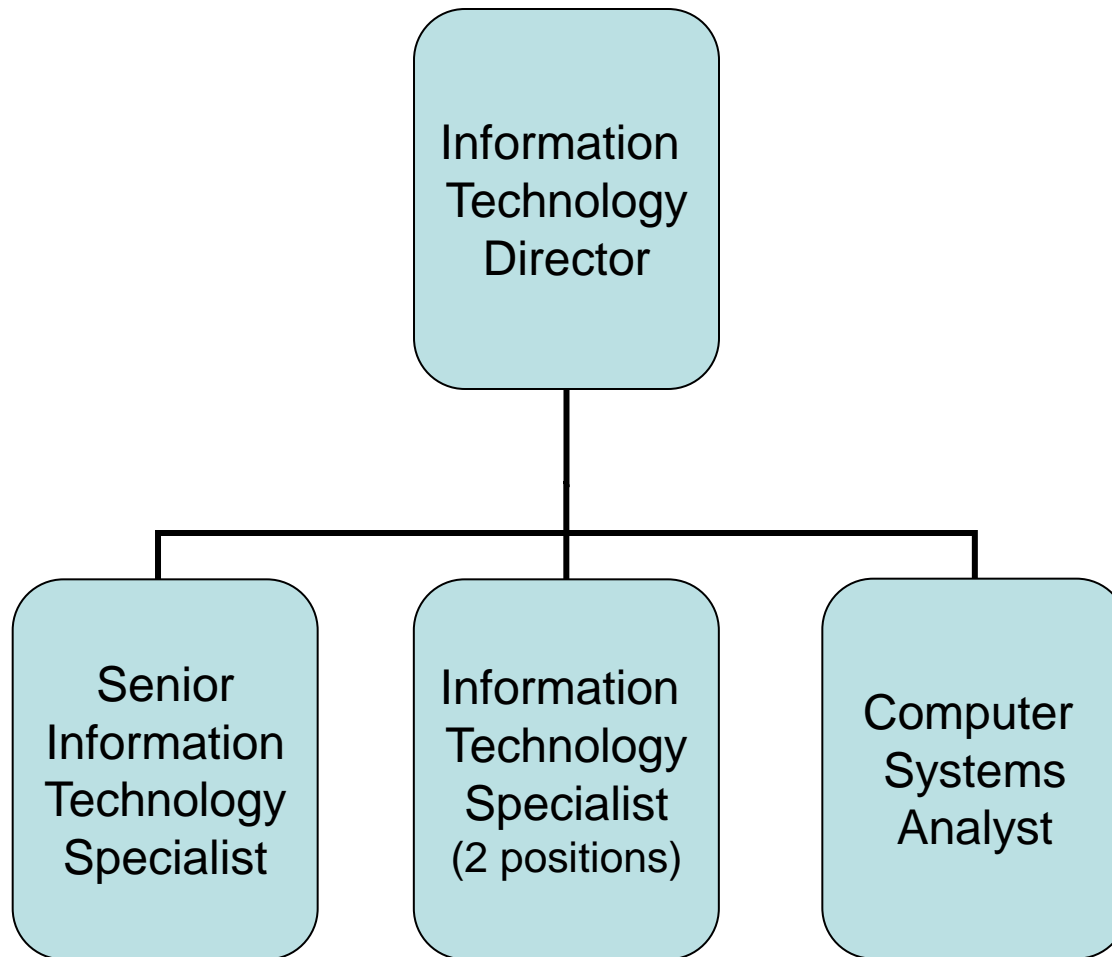 Information
Technology
Director
Senior
Information
Technology
Specialist
Information
Technology
Specialist
(2 positions)
Computer
Systems
Analyst